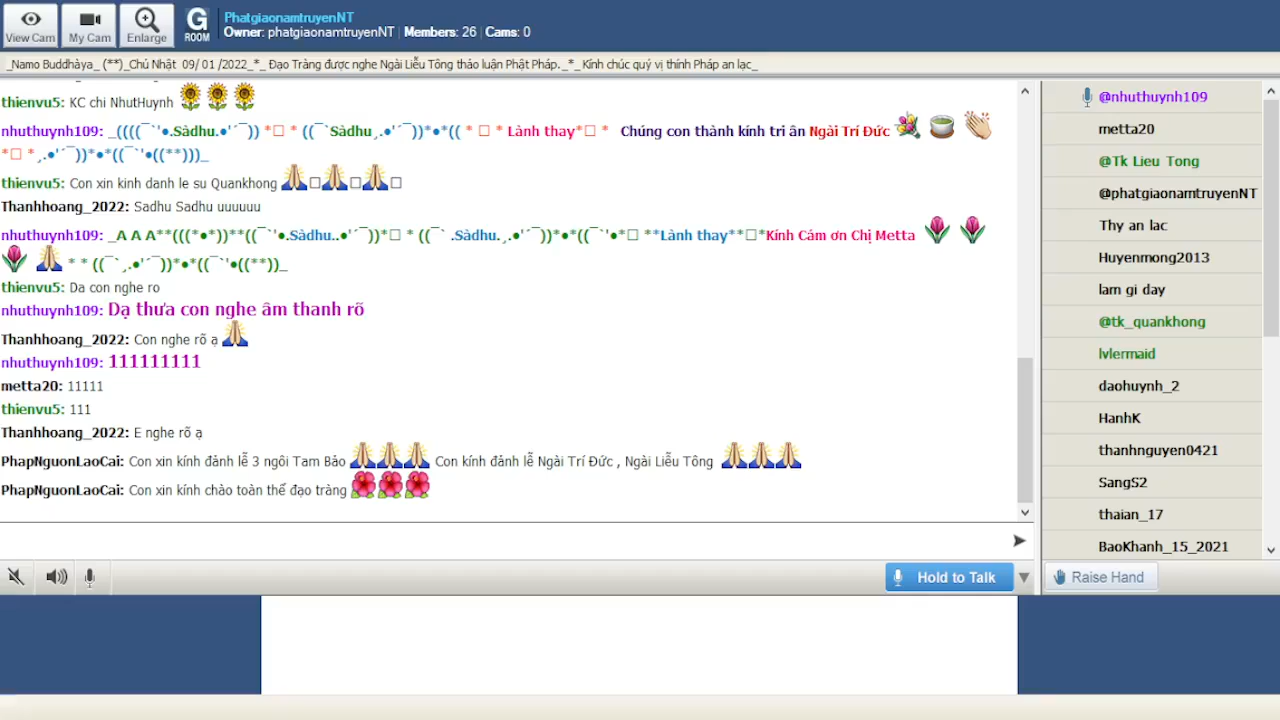 View Cam
My Cam
Enlarge
G ROOM
PhatgiaonamtruyenNT
Owner: phatgiaonamtruyenNT | Members: 26 | Cams: 0
_Namo Buddhàya_ (**)_Chủ Nhật 09/ 01 /2022_*_ Đạo Tràng được nghe Ngài Liễu Tông thảo luận Phật Pháp._*_Kính chúc quý vị thính Pháp an lạc_
thienvu5: KC chi NhutHuynh
nhuthuynh109: _((((¯`'•.Sàdhu.•'´¯)) *□ * ((¯`Sàdhu¸.•'´¯))*•*(( * □ * Lành thay*□ * Chúng con thành kính tri ân Ngài Trí Đức
*□ *¸.•'´¯))*•*((¯`'•((**)))_
thienvu5: Con xin kinh danh le su Quankhong □ □ □
Thanhhoang_2022: Sadhu Sadhu uuuuuu
nhuthuynh109: _A A A**(((*•*))**((¯`'•.Sàdhu..•'´¯))*□ * ((¯` .Sàdhu.¸.•'´¯))*•*((¯`'•*□ **Lành thay**□*Kính Cám ơn Chị Metta
* * ((¯`¸.•'´¯))*•*((¯`'•((**))_
thienvu5: Da con nghe ro
nhuthuynh109: Dạ thưa con nghe âm thanh rõ
Thanhhoang_2022: Con nghe rõ ạ
nhuthuynh109: 111111111
metta20: 11111
thienvu5: 111
Thanhhoang_2022: E nghe rõ ạ
PhapNguonLaoCai: Con xin kính đảnh lễ 3 ngôi Tam Bảo Con kính đảnh lễ Ngài Trí Đức , Ngài Liễu Tông
PhapNguonLaoCai: Con xin kính chào toàn thể đạo tràng
Hold to Talk
@nhuthuynh109
metta20
@Tk Lieu Tong
@phatgiaonamtruyenNT
Thy an lac
Huyenmong2013
lam gi day
@tk_quankhong
lvlermaid
daohuynh_2
HanhK
thanhnguyen0421
SangS2
thaian_17
BaoKhanh_15_2021
Raise Hand